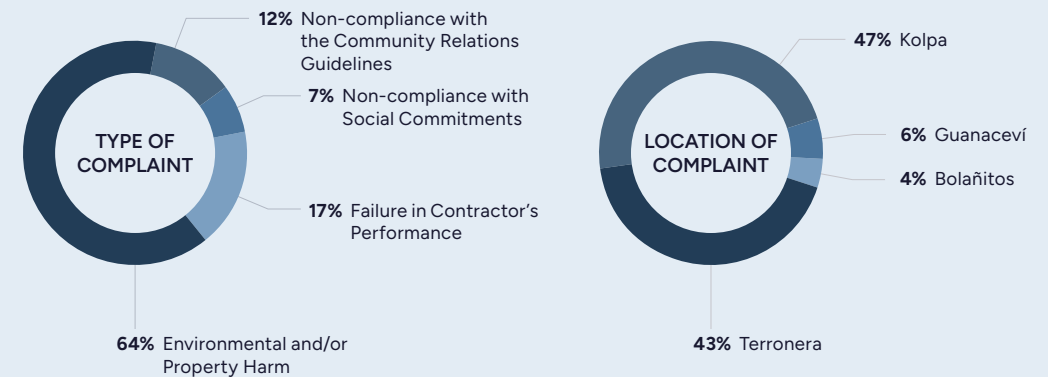 12% Non-compliance with
the Community Relations
Guidelines
7% Non-compliance with
Social Commitments
TYPE OF
COMPLAINT
17% Failure in Contractor’s
Performance
64% Environmental and/or
Property Harm
47% Kolpa
6% Guanaceví
LOCATION OF
COMPLAINT
4% Bolañitos
43% Terronera